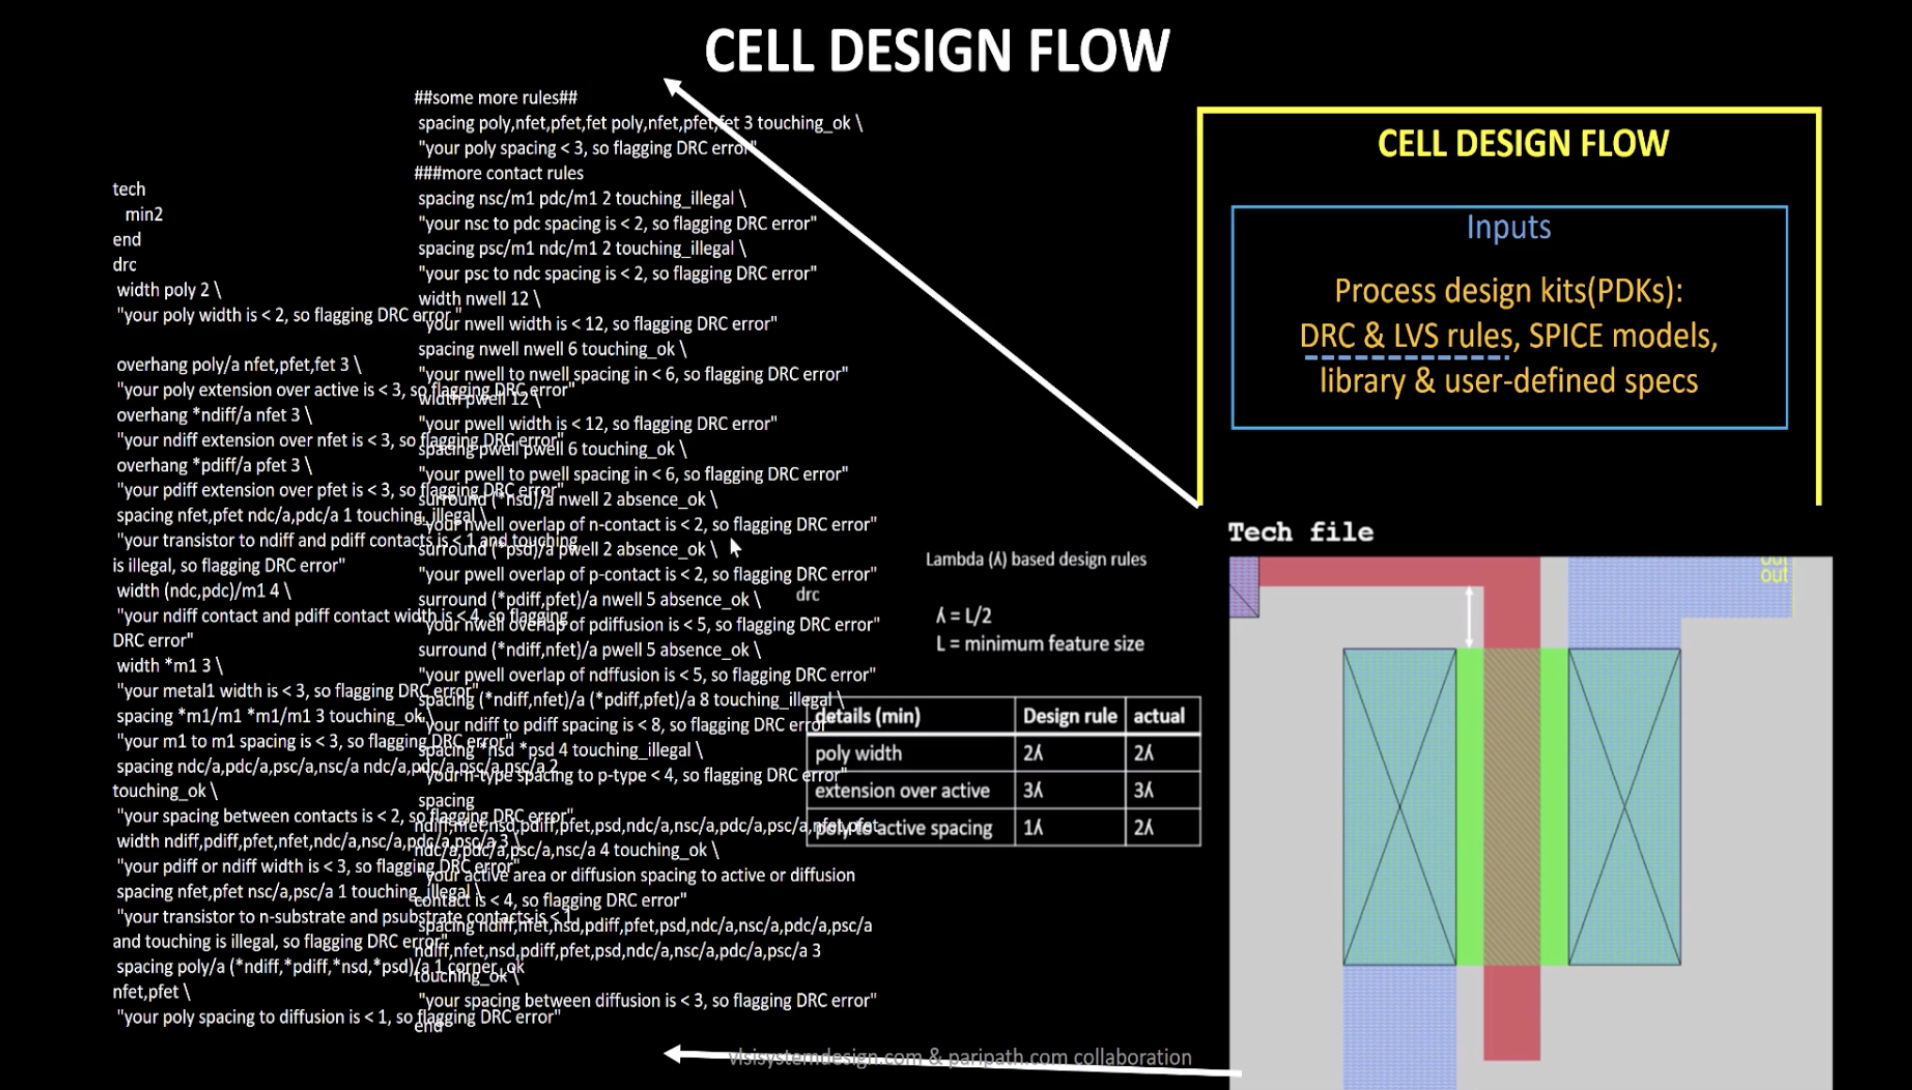 CELL DESIGN FLOW
tech
min2
end
drc
width poly 2 \
"your poly width is < 2, so flagging DRC error "
overhang poly/a nfet,pfet,fet 3 \
"your poly extension over active is < 3, so flagging DRC error"
overhang *ndiff/a nfet 3 \
"your ndiff extension over nfet is < 3, so flagging DRC error"
overhang *pdiff/a pfet 3 \
"your pdiff extension over pfet is < 3, so flagging DRC error"
spacing nfet,pfet ndc/a,pdc/a 1 touching_illegal \
"your transistor to ndiff and pdiff contacts is < 1 and touching
is illegal, so flagging DRC error"
width (ndc,pdc)/m1 4 \
"your ndiff contact and pdiff contact width is < 4, so flagging
DRC error"
width *m1 3 \
"your metal1 width is < 3, so flagging DRC error"
spacing *m1/m1 *m1/m1 3 touching_ok \
"your m1 to m1 spacing is < 3, so flagging DRC error"
spacing ndc/a,pdc/a,psc/a,nsc/a ndc/a,pdc/a,psc/a,nsc/a 2
touching_ok \
"your spacing between contacts is < 2, so flagging DRC error"
width ndiff,pdiff,pfet,nfet,ndc/a,nsc/a,pdc/a,psc/a 3 \
"your pdiff or ndiff width is < 3, so flagging DRC error"
spacing nfet,pfet nsc/a,psc/a 1 touching_illegal \
"your transistor to n-substrate and psubstrate contacts is < 1
and touching is illegal, so flagging DRC error"
spacing poly/a (*ndiff,*pdiff,*nsd,*psd)/a 1 corner_ok
nfet,pfet \
"your poly spacing to diffusion is < 1, so flagging DRC error"
##some more rules##
spacing poly,nfet,pfet,fet poly,nfet,pfet,fet 3 touching_ok \
"your poly spacing < 3, so flagging DRC error"
###more contact rules
spacing nsc/m1 pdc/m1 2 touching_illegal \
"your nsc to pdc spacing is < 2, so flagging DRC error"
spacing psc/m1 ndc/m1 2 touching_illegal \
"your psc to ndc spacing is < 2, so flagging DRC error"
width nwell 12 \
"your nwell width is < 12, so flagging DRC error"
spacing nwell nwell 6 touching_ok \
"your nwell to nwell spacing in < 6, so flagging DRC error"
width pwell 12 \
"your pwell width is < 12, so flagging DRC error"
spacing pwell pwell 6 touching_ok \
"your pwell to pwell spacing in < 6, so flagging DRC error"
surround (*nsd)/a nwell 2 absence_ok \
"your nwell overlap of n-contact is < 2, so flagging DRC error"
surround (*psd)/a pwell 2 absence_ok \
"your pwell overlap of p-contact is < 2, so flagging DRC error"
surround (*pdiff,pfet)/a nwell 5 absence_ok \
"your nwell overlap of pdiffusion is < 5, so flagging DRC error"
surround (*ndiff,nfet)/a pwell 5 absence_ok \
"your pwell overlap of ndffusion is < 5, so flagging DRC error"
spacing (*ndiff,nfet)/a (*pdiff,pfet)/a 8 touching_illegal \
"your ndiff to pdiff spacing is < 8, so flagging DRC error"
spacing *nsd *psd 4 touching_illegal \
"your n-type spacing to p-type < 4, so flagging DRC error"
spacing
ndiff,nfet,nsd,pdiff,pfet,psd,ndc/a,nsc/a,pdc/a,psc/a,nfet,pfet
ndc/a,pdc/a,psc/a,nsc/a 4 touching_ok \
"your active area or diffusion spacing to active or diffusion
contact is < 4, so flagging DRC error"
spacing ndiff,nfet,nsd,pdiff,pfet,psd,ndc/a,nsc/a,pdc/a,psc/a
ndiff,nfet,nsd,pdiff,pfet,psd,ndc/a,nsc/a,pdc/a,psc/a 3
touching_ok \
"your spacing between diffusion is < 3, so flagging DRC error"
end
drc
Lambda (ʎ) based design rules
ʎ = L/2
L = minimum feature size
details (min) Design rule actual
poly width 2ʎ 2ʎ
extension over active 3ʎ 3ʎ
poly to active spacing 1ʎ 2ʎ
CELL DESIGN FLOW
Inputs
Process design kits(PDKs):
DRC & LVS rules, SPICE models,
library & user-defined specs
Tech file
out
out
vlsisystemdesign.com & paripath.com collaboration